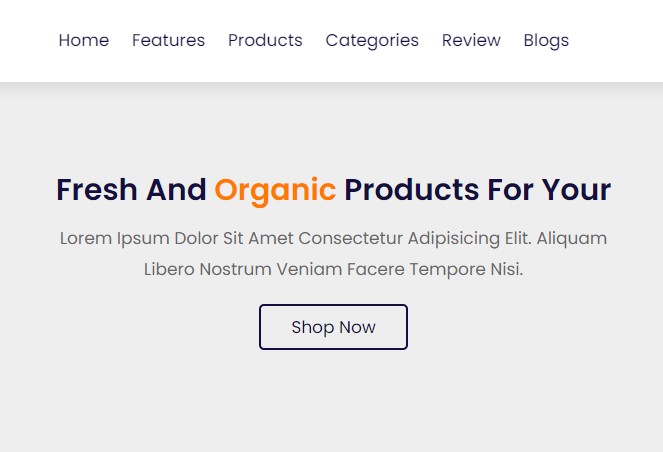 Home Features Products Categories Review Blogs
Fresh And Organic Products For Your
Lorem Ipsum Dolor Sit Amet Consectetur Adipisicing Elit. Aliquam
Libero Nostrum Veniam Facere Tempore Nisi.
Shop Now